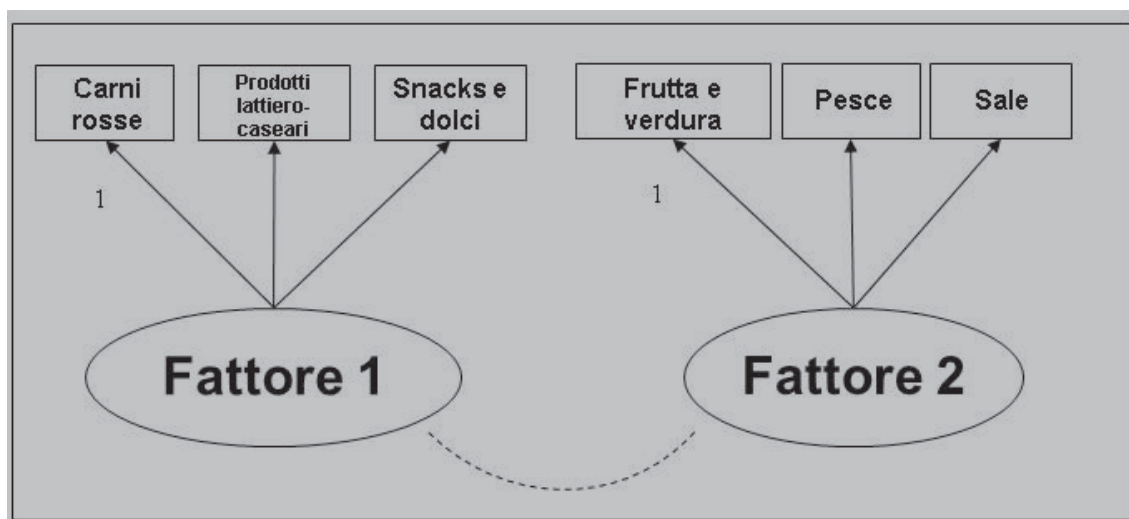 Carni
rosse
Prodotti
lattiero-
caseari
Snacks e
dolci
Frutta e
verdura
Pesce
Sale
1
1
Fattore 1
Fattore 2